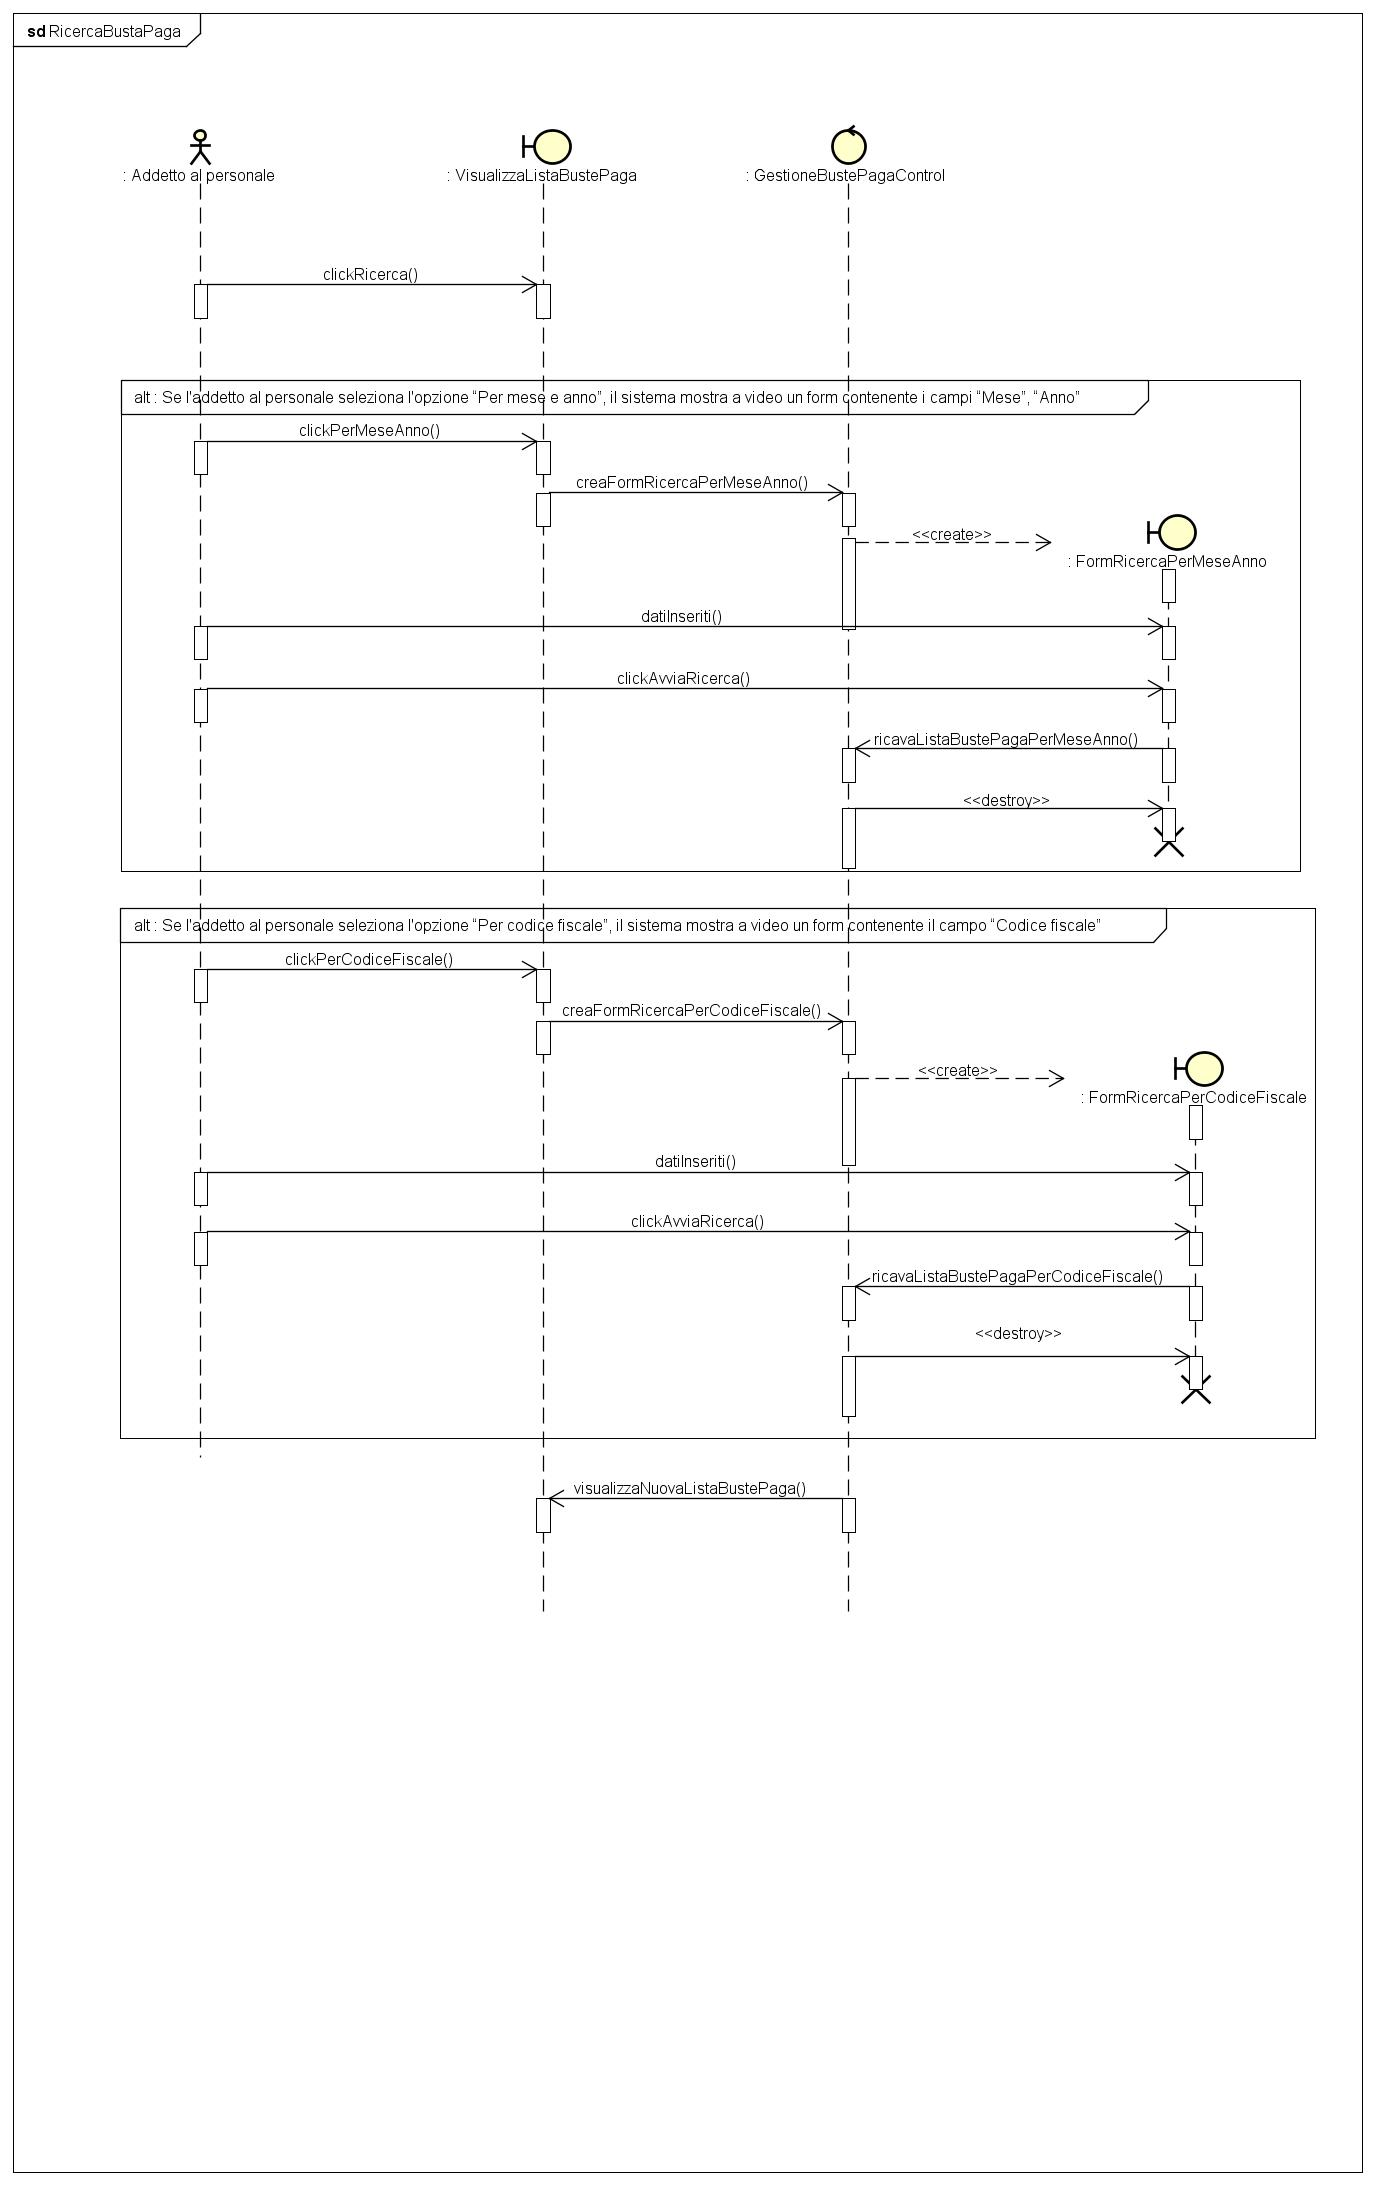 sd RicercaBustaPaga
: Addetto al personale
: VisualizzaListaBustePaga
: GestioneBustePagaControl
clickRicerca()
alt : Se l'addetto al personale seleziona l'opzione “Per mese e anno”, il sistema mostra a video un form contenente i campi “Mese”, “Anno”
clickPerMeseAnno()
creaFormRicercaPerMeseAnno()
<<create>>
: FormRicercaPerMeseAnno
datiInseriti()
clickAvviaRicerca()
ricavaListaBustePagaPerMeseAnno()
<<destroy>>
alt : Se l'addetto al personale seleziona l'opzione “Per codice fiscale”, il sistema mostra a video un form contenente il campo “Codice fiscale”
clickPerCodiceFiscale()
creaFormRicercaPerCodiceFiscale()
<<create>>
: FormRicercaPerCodiceFiscale
datiInseriti()
clickAvviaRicerca()
ricavaListaBustePagaPerCodiceFiscale()
<<destroy>>
visualizzaNuovaListaBustePaga()